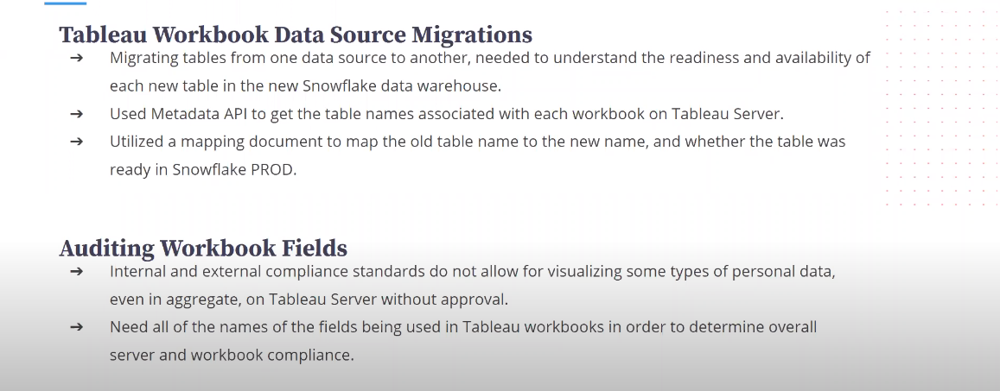 Tableau Workbook Data Source Migrations
➔ Migrating tables from one data source to another, needed to understand the readiness and availability of
each new table in the new Snowflake data warehouse.
➔ Used Metadata API to get the table names associated with each workbook on Tableau Server.
➔ Utilized a mapping document to map the old table name to the new name, and whether the table was
ready in Snowflake PROD.
Auditing Workbook Fields
➔ Internal and external compliance standards do not allow for visualizing some types of personal data,
even in aggregate, on Tableau Server without approval.
➔ Need all of the names of the fields being used in Tableau workbooks in order to determine overall
server and workbook compliance.